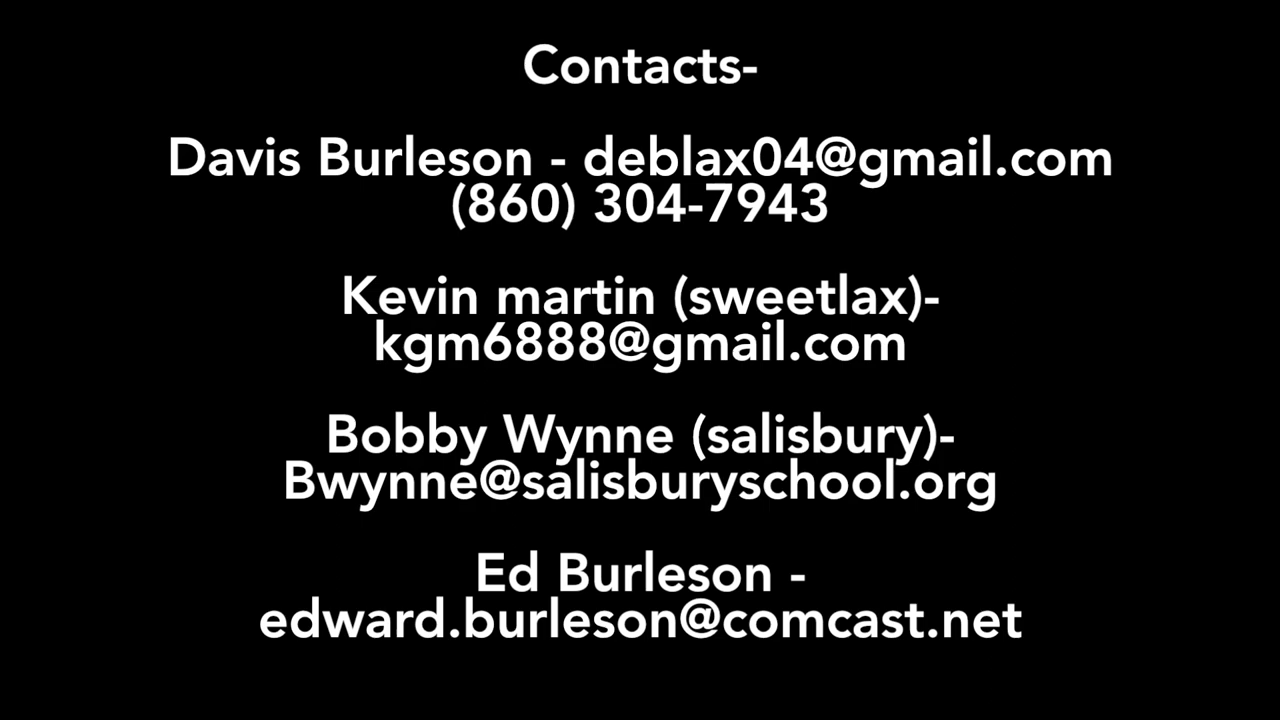 Contacts-
Davis Burleson - deblax04@gmail.com
(860) 304-7943
Kevin martin (sweetlax)-
kgm6888@gmail.com
Bobby Wynne (salisbury)-
Bwynne@salisburyschool.org
Ed Burleson -
edward.burleson@comcast.net